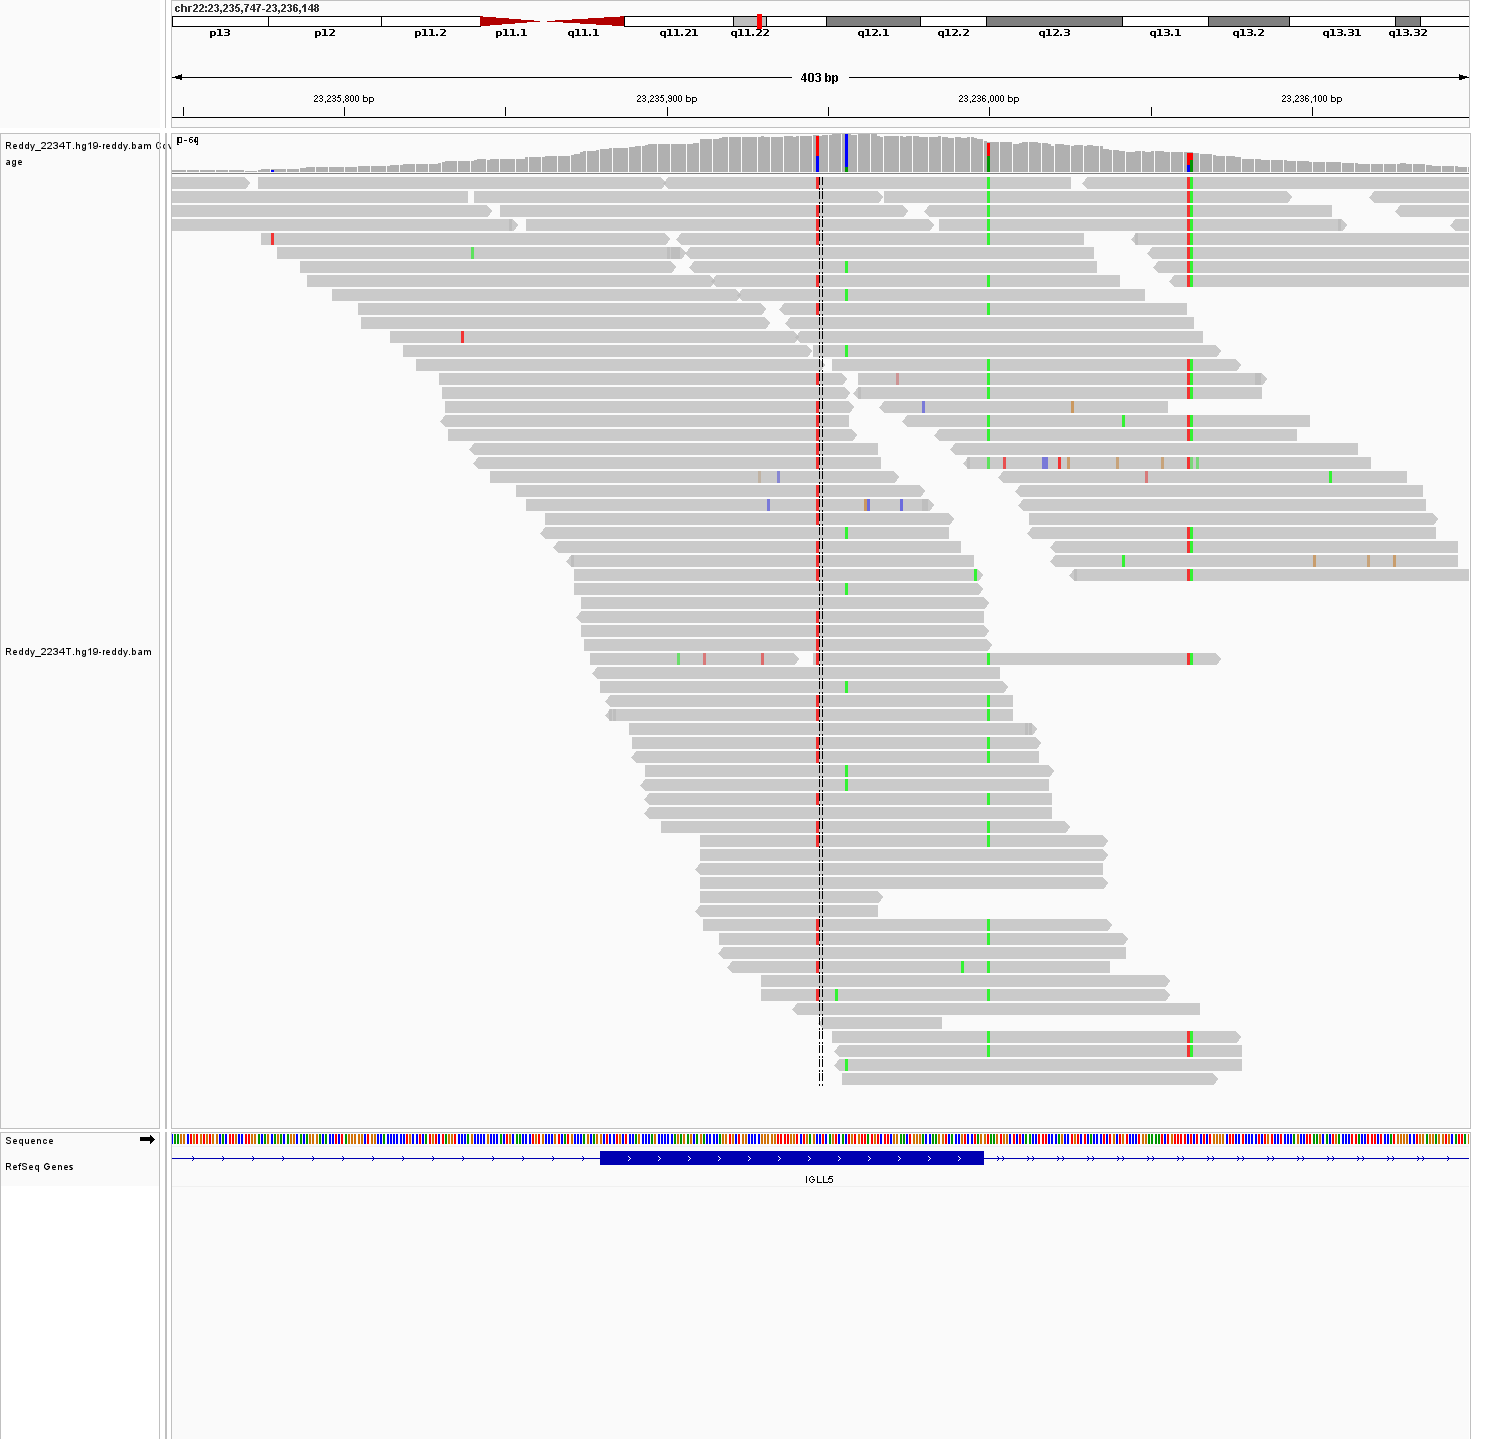 chr22:23,235,747-23,236,148
p13 p12 p11.2 p11.1 q11.1 q11.21 q11.22 q12.1 q12.2 q12.3 q13.1 q13.2 q13.31 q13.32
403 bp
23,235,800 bp 23,235,900 bp 23,236,000 bp 23,236,100 bp
Reddy_2234T.hg19-reddy.bam Cov
age
Reddy_2234T.hg19-reddy.bam
Sequence
RefSeq Genes
IGLL5